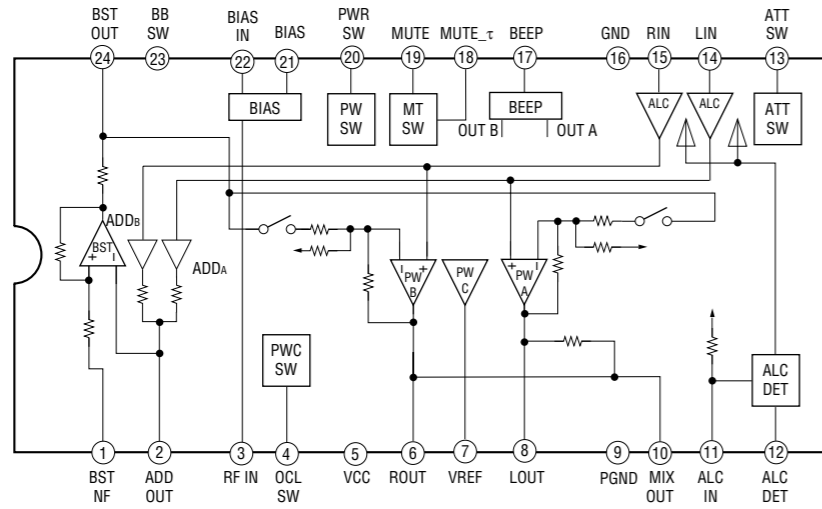 BST OUT
BB SW
BIAS IN
BIAS
PWR SW
MUTE
MUTE_τ
BEEP
GND
RIN
LIN
ATT SW
24
23
22
21
20
19
18
17
16
15
14
13
BIAS
PW SW
MT SW
BEEP
OUT B
OUT A
ALC
ALC
ATT SW
ADDB
BST
+
ADDA
PW B
+
PW C
PW A
+
PWC SW
ALC DET
1
2
3
4
5
6
7
8
9
10
11
12
BST NF
ADD OUT
RF IN
OCL SW
VCC
ROUT
VREF
LOUT
PGND
MIX OUT
ALC IN
ALC DET